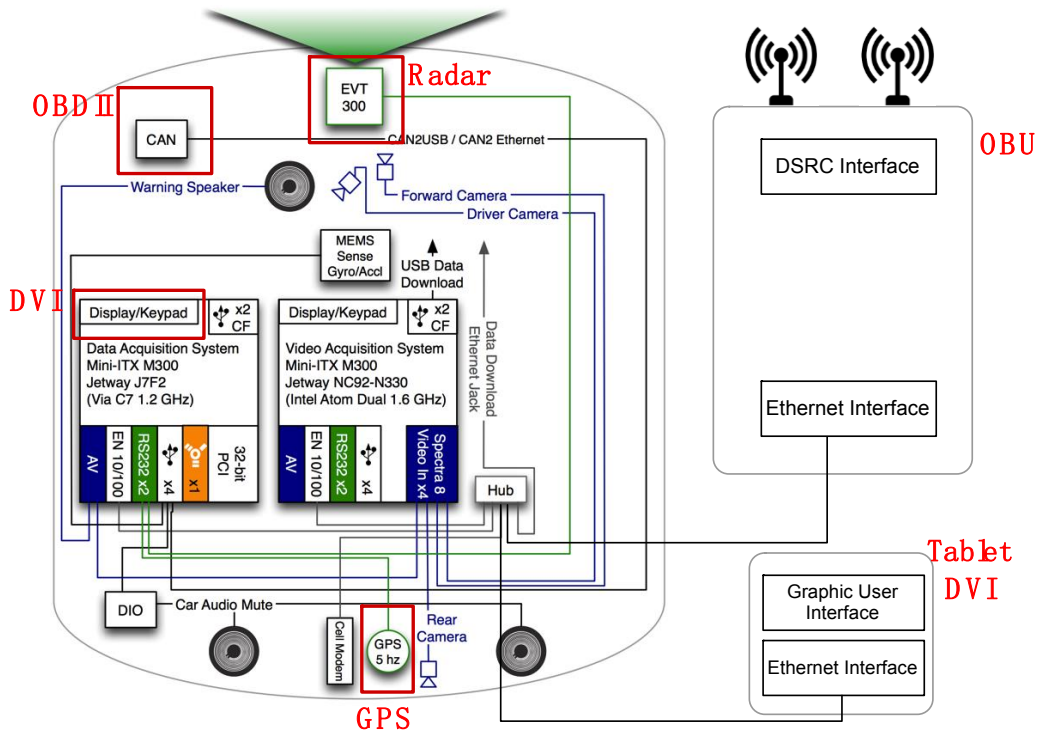 Radar
EVT
300
OBDⅡ
CAN
CAN2USB / CAN2 Ethernet
OBU
DSRC Interface
Warning Speaker
Forward Camera
Driver Camera
MEMS
Sense
Gyro/Accl
USB Data
Download
DVI
Display/Keypad
x2
CF
Data Acquisition System
Mini-ITX M300
Jetway J7F2
(Via C7 1.2 GHz)
AV
EN 10/100
RS232 x2
x4
x1
32-bit
PCI
Display/Keypad
x2
CF
Video Acquisition System
Mini-ITX M300
Jetway NC92-N330
(Intel Atom Dual 1.6 GHz)
AV
EN 10/100
RS232 x2
x4
Spectra 8
Video In x4
Data Download
Ethernet Jack
Hub
Ethernet Interface
Tablet
DVI
Graphic User
Interface
Ethernet Interface
DIO
Car Audio Mute
Cell Modem
GPS
5 hz
Rear
Camera
GPS